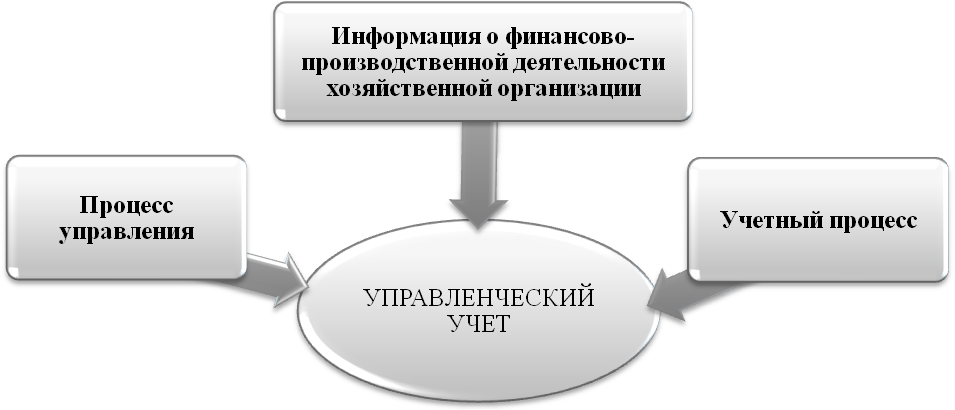 Информация о финансово-
производственной деятельности
хозяйственной организации
Процесс
управления
Учетный процесс
УПРАВЛЕНЧЕСКИЙ
УЧЕТ